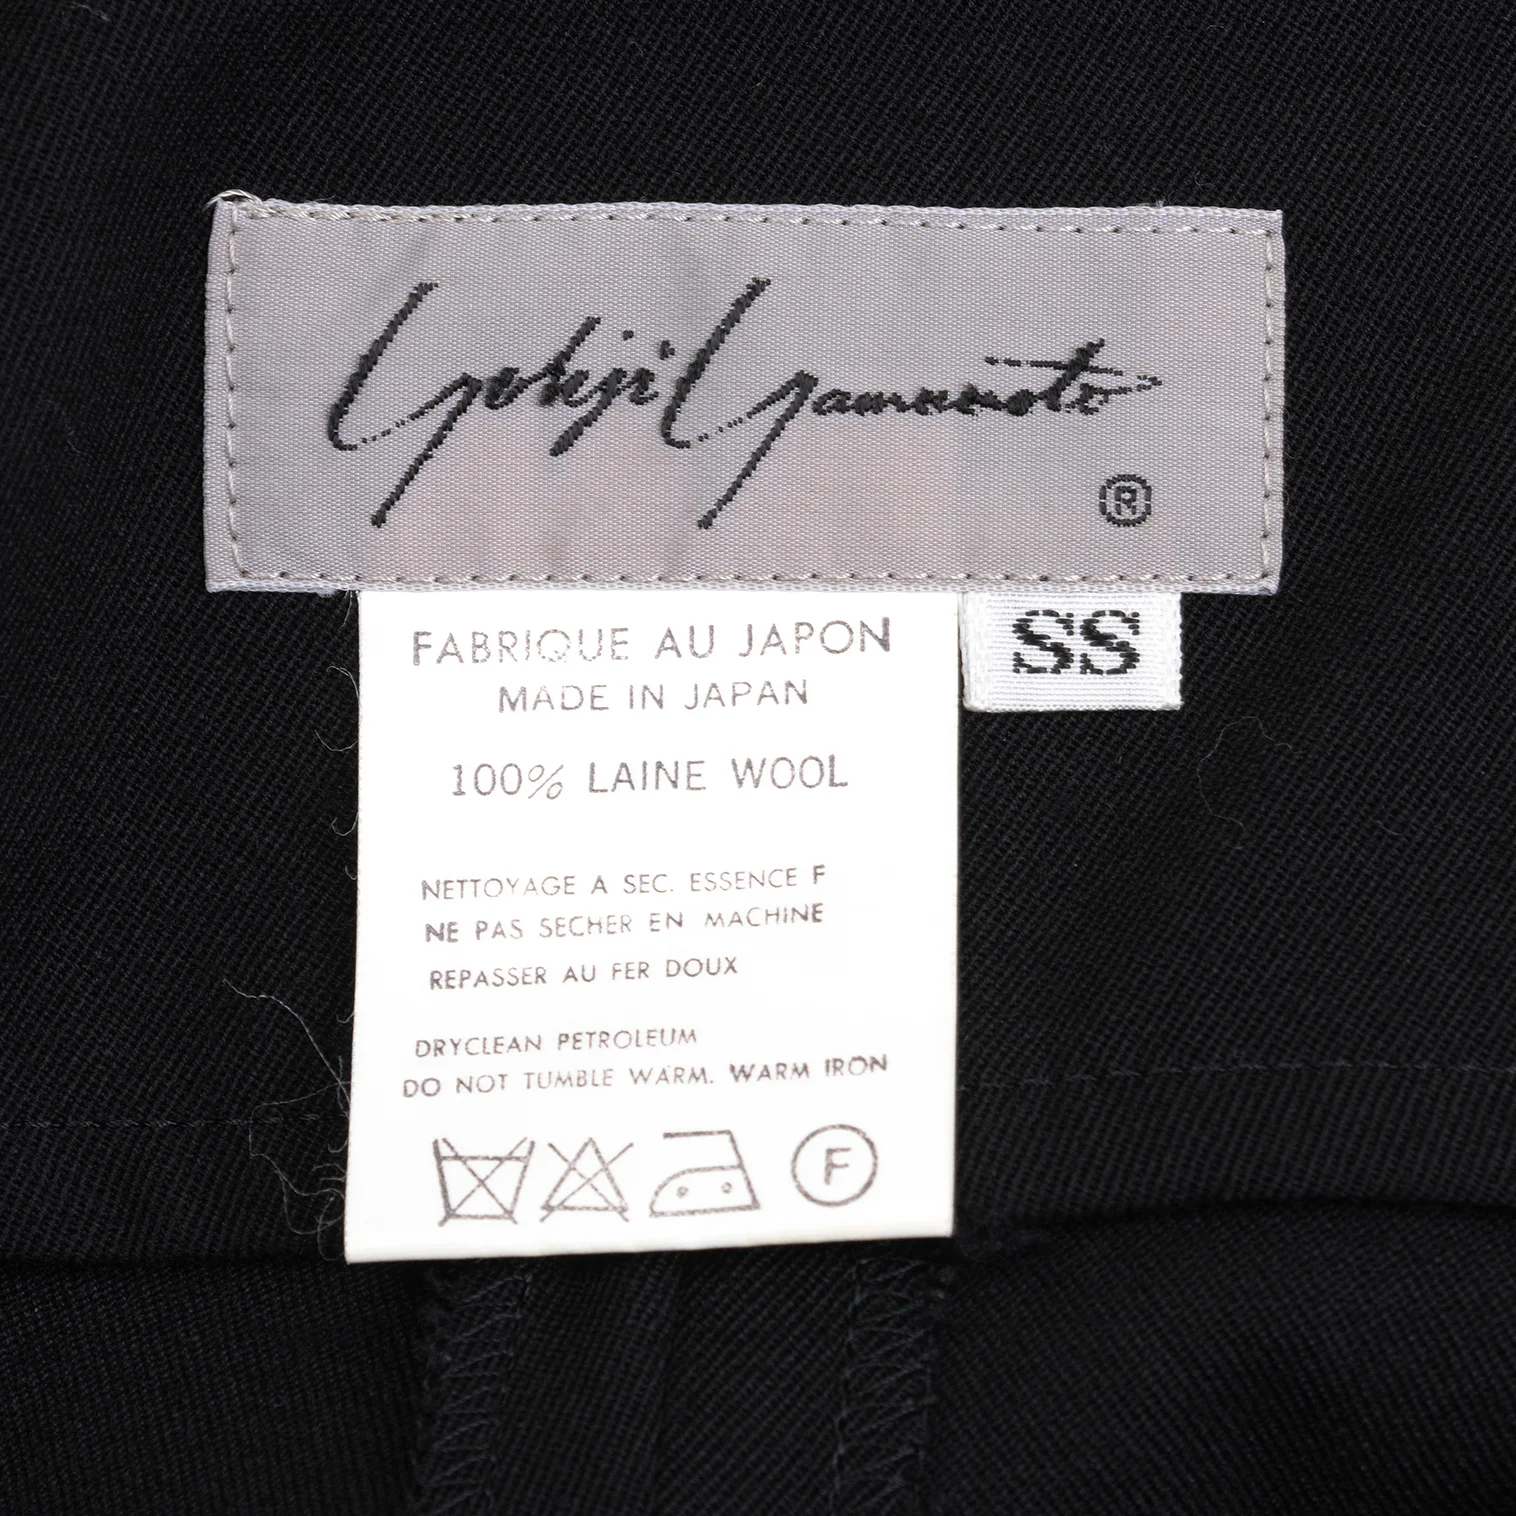 Yohji Yamamoto
®
SS
FABRIQUE AU JAPON
MADE IN JAPAN
100% LAINE WOOL
NETTOYAGE A SEC. ESSENCE F
NE PAS SECHER EN MACHINE
REPASSER AU FER DOUX
DRYCLEAN PETROLEUM
DO NOT TUMBLE WARM. WARM IRON
F